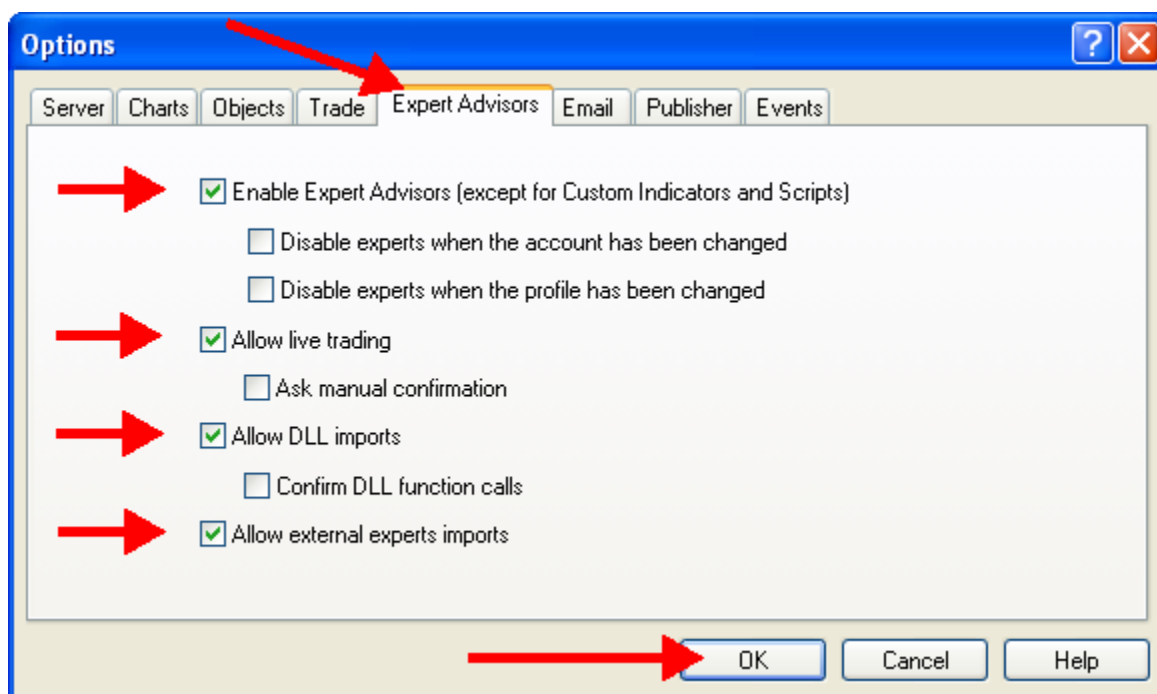 Options
Server Charts Objects Trade Expert Advisors Email Publisher Events
Enable Expert Advisors (except for Custom Indicators and Scripts)
Disable experts when the account has been changed
Disable experts when the profile has been changed
Allow live trading
Ask manual confirmation
Allow DLL imports
Confirm DLL function calls
Allow external experts imports
OK Cancel Help